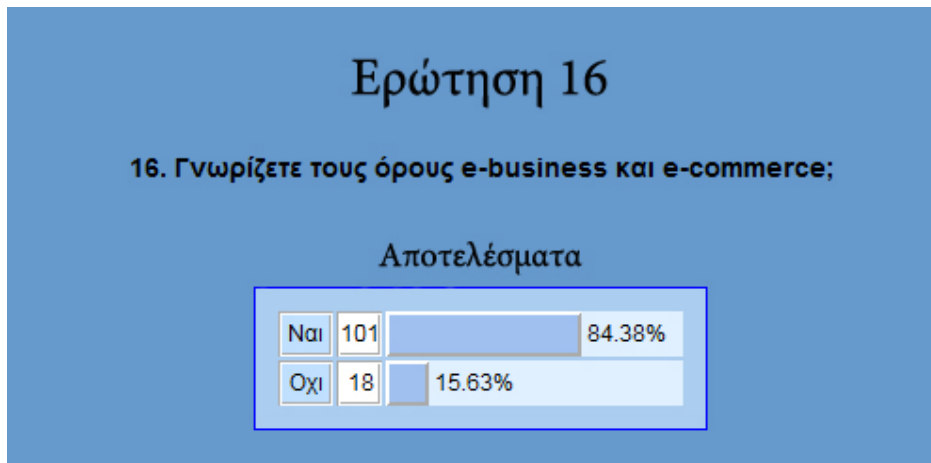 Ερώτηση 16
16. Γνωρίζετε τους όρους e-business και e-commerce;
Αποτελέσματα
Ναι 101 84.38%
Οχι 18 15.63%